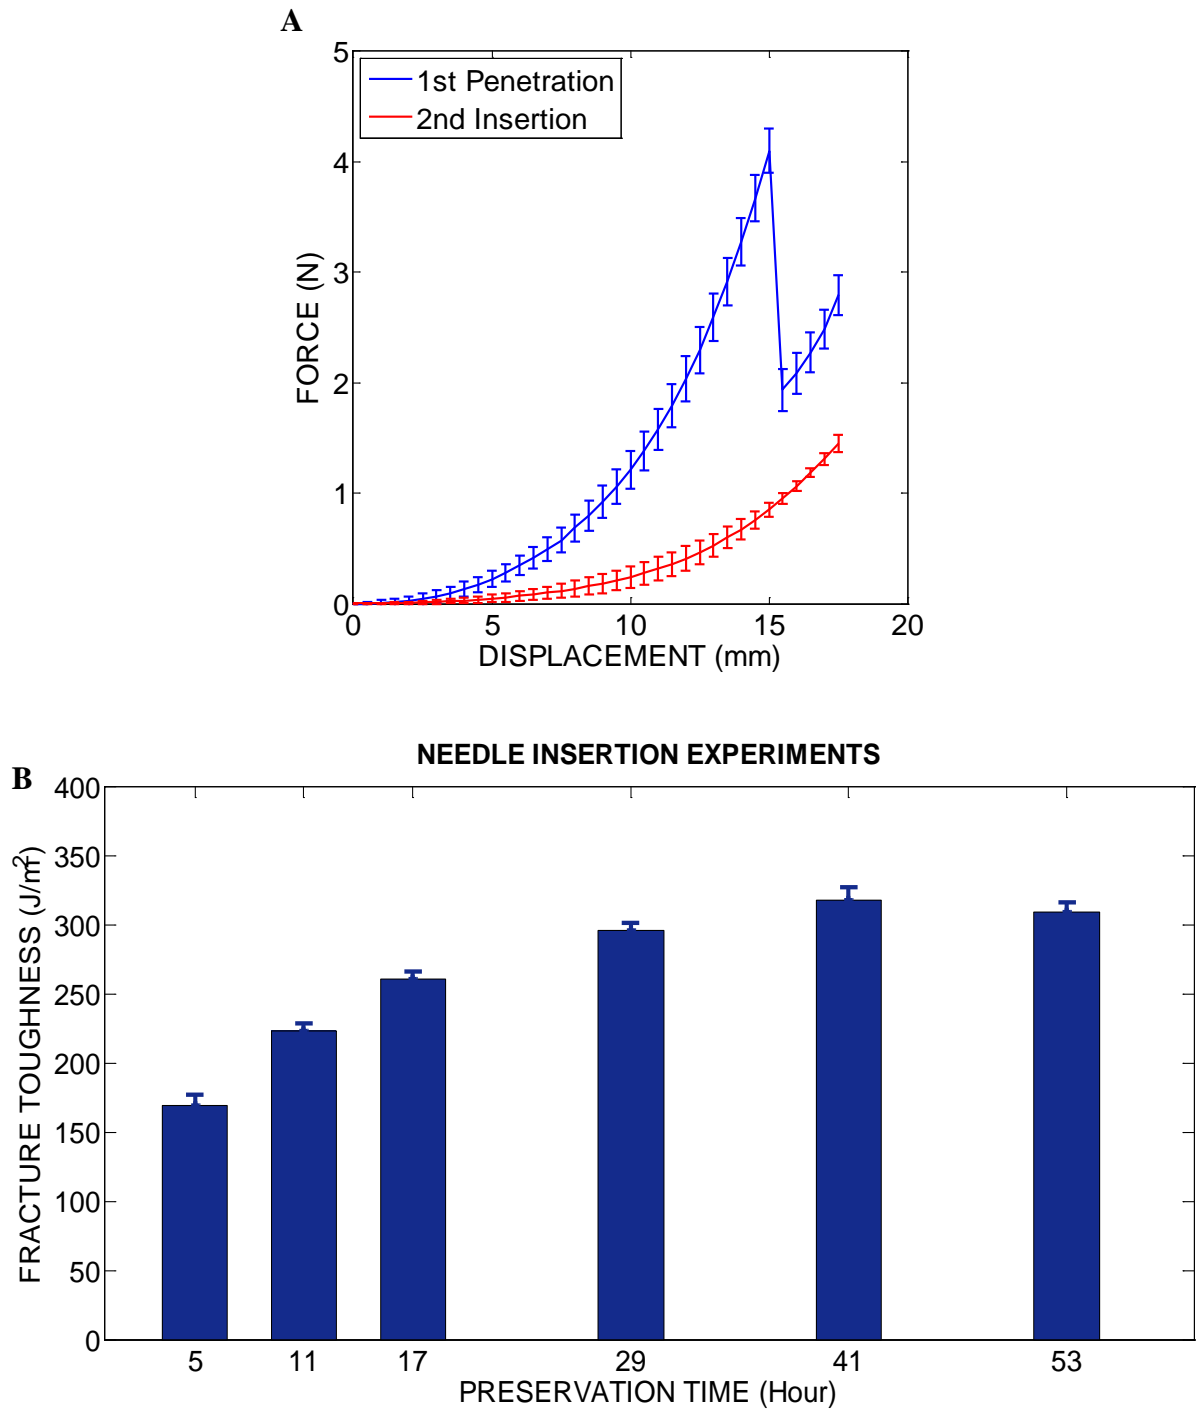 A
5
4
3
2
1
0
FORCE (N)
1st Penetration
2nd Insertion
0 5 10 15 20
DISPLACEMENT (mm)
NEEDLE INSERTION EXPERIMENTS
B
400
350
300
250
200
150
100
50
0
FRACTURE TOUGHNESS (J/m²)
5 11 17 29 41 53
PRESERVATION TIME (Hour)